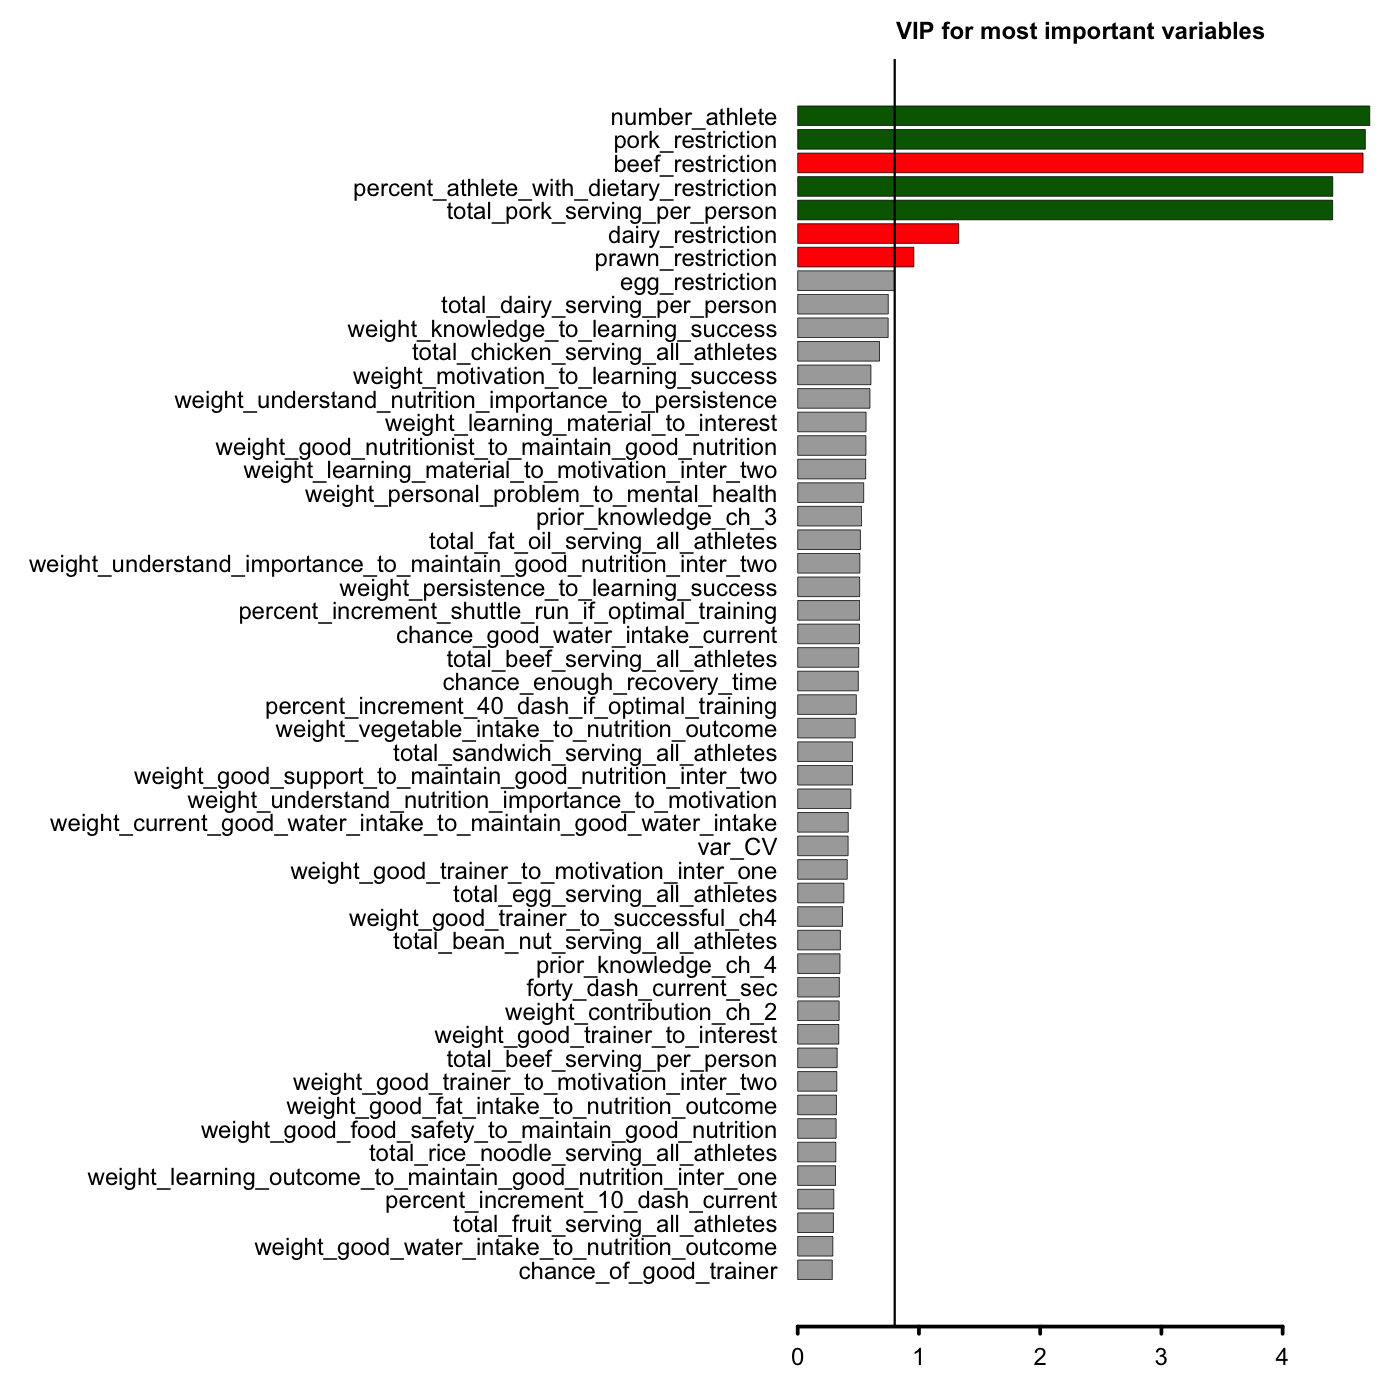 VIP for most important variables
number_athlete
pork_restriction
beef_restriction
percent_athlete_with_dietary_restriction
total_pork_serving_per_person
dairy_restriction
prawn_restriction
egg_restriction
total_dairy_serving_per_person
weight_knowledge_to_learning_success
total_chicken_serving_all_athletes
weight_motivation_to_learning_success
weight_understand_nutrition_importance_to_persistence
weight_learning_material_to_interest
weight_good_nutritionist_to_maintain_good_nutrition
weight_learning_material_to_motivation_inter_two
weight_personal_problem_to_mental_health
prior_knowledge_ch_3
total_fat_oil_serving_all_athletes
weight_understand_importance_to_maintain_good_nutrition_inter_two
weight_persistence_to_learning_success
percent_increment_shuttle_run_if_optimal_training
chance_good_water_intake_current
total_beef_serving_all_athletes
chance_enough_recovery_time
percent_increment_40_dash_if_optimal_training
weight_vegetable_intake_to_nutrition_outcome
total_sandwich_serving_all_athletes
weight_good_support_to_maintain_good_nutrition_inter_two
weight_understand_nutrition_importance_to_motivation
weight_current_good_water_intake_to_maintain_good_water_intake
var_CV
weight_good_trainer_to_motivation_inter_one
total_egg_serving_all_athletes
weight_good_trainer_to_successful_ch4
total_bean_nut_serving_all_athletes
prior_knowledge_ch_4
forty_dash_current_sec
weight_contribution_ch_2
weight_good_trainer_to_interest
total_beef_serving_per_person
weight_good_trainer_to_motivation_inter_two
weight_good_fat_intake_to_nutrition_outcome
weight_good_food_safety_to_maintain_good_nutrition
total_rice_noodle_serving_all_athletes
weight_learning_outcome_to_maintain_good_nutrition_inter_one
percent_increment_10_dash_current
total_fruit_serving_all_athletes
weight_good_water_intake_to_nutrition_outcome
chance_of_good_trainer
0 1 2 3 4